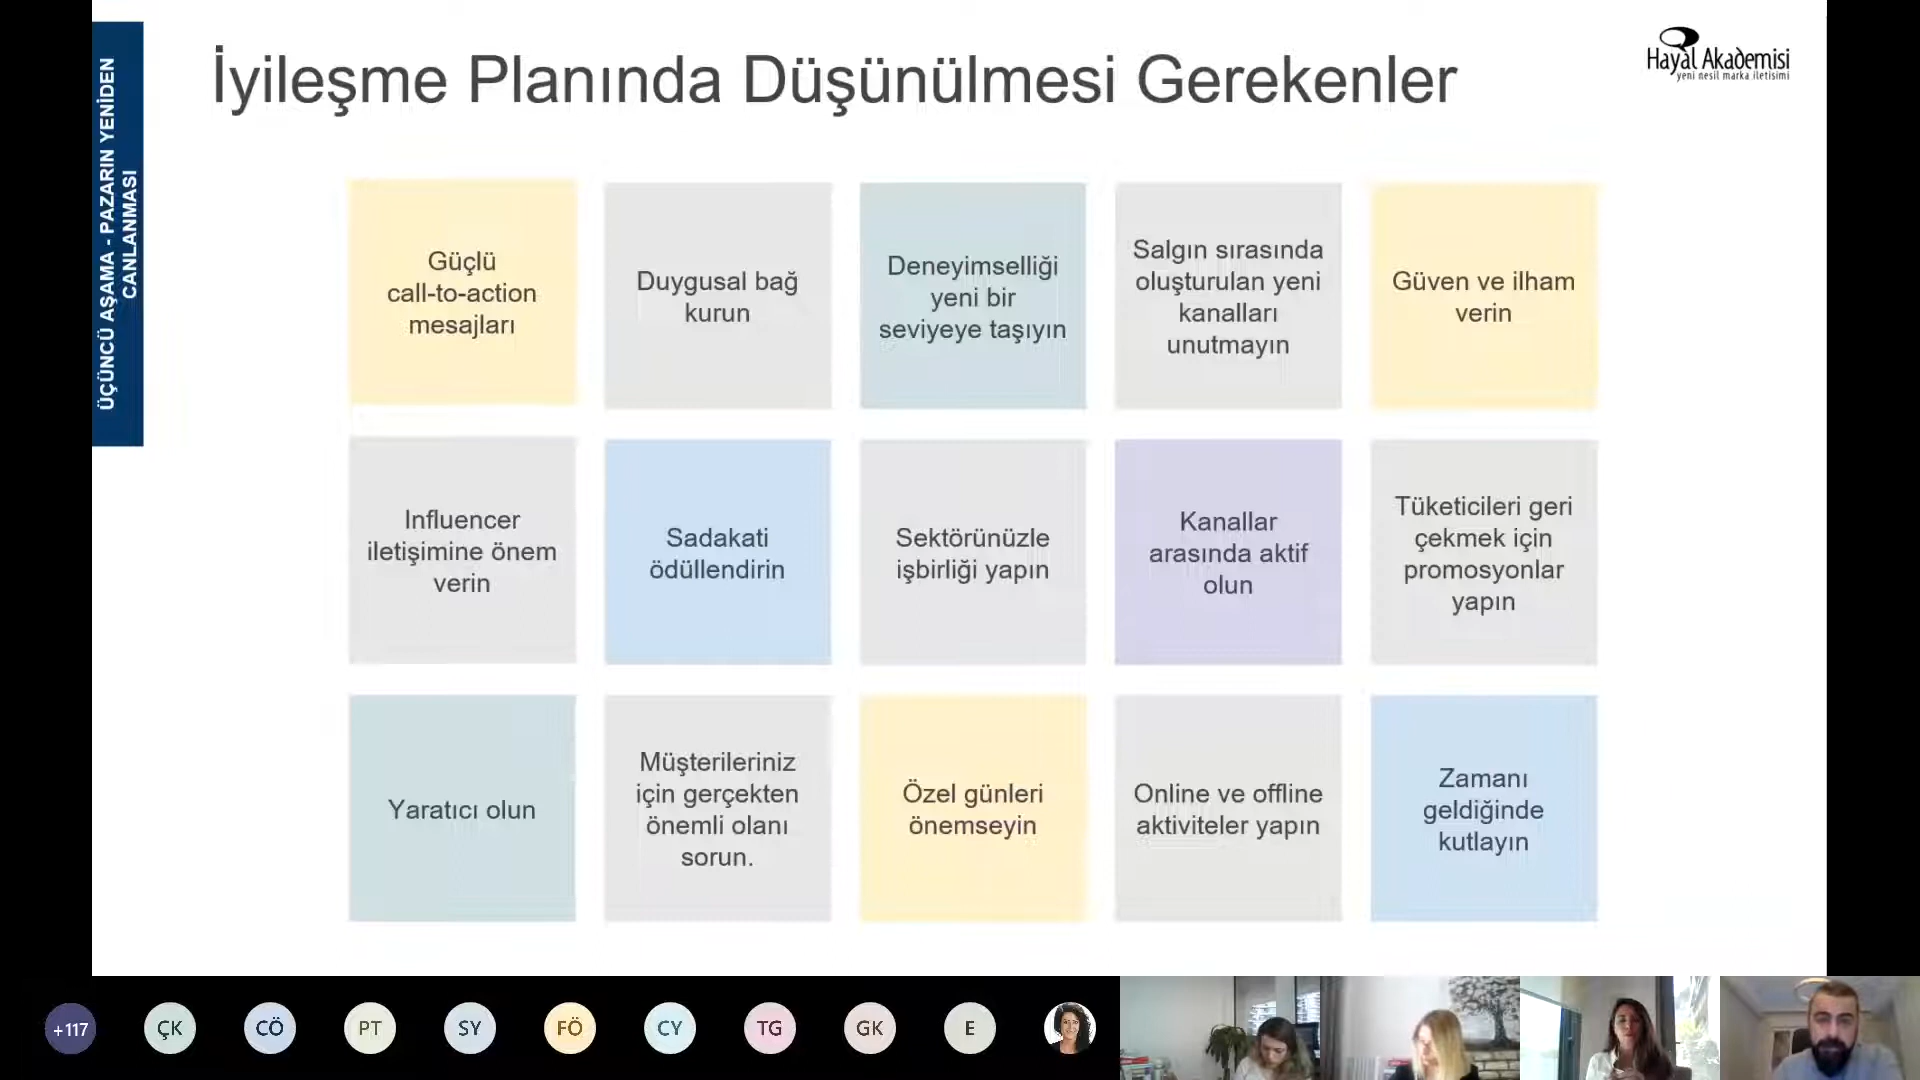 ÜÇÜNCÜ AŞAMA - PAZARIN YENİDEN
CANLANMASI
İyileşme Planında Düşünülmesi Gerekenler
Hayal Akademisi
yeni nesil marka iletisimi
Güçlü
call-to-action
mesajları
Duygusal bağ
kurun
Deneyimselliği
yeni bir
seviyeye taşıyın
Salgın sırasında
oluşturulan yeni
kanalları
unutmayın
Güven ve ilham
verin
Influencer
iletişimine önem
verin
Sadakati
ödüllendirin
Sektörünüzle
işbirliği yapın
Kanallar
arasında aktif
olun
Tüketicileri geri
çekmek için
promosyonlar
yapın
Yaratıcı olun
Müşterileriniz
için gerçekten
önemli olanı
sorun.
Özel günleri
önemseyin
Online ve offline
aktiviteler yapın
Zamanı
geldiğinde
kutlayın
+117
ÇK
CÖ
PT
SY
FÖ
CY
TG
GK
E